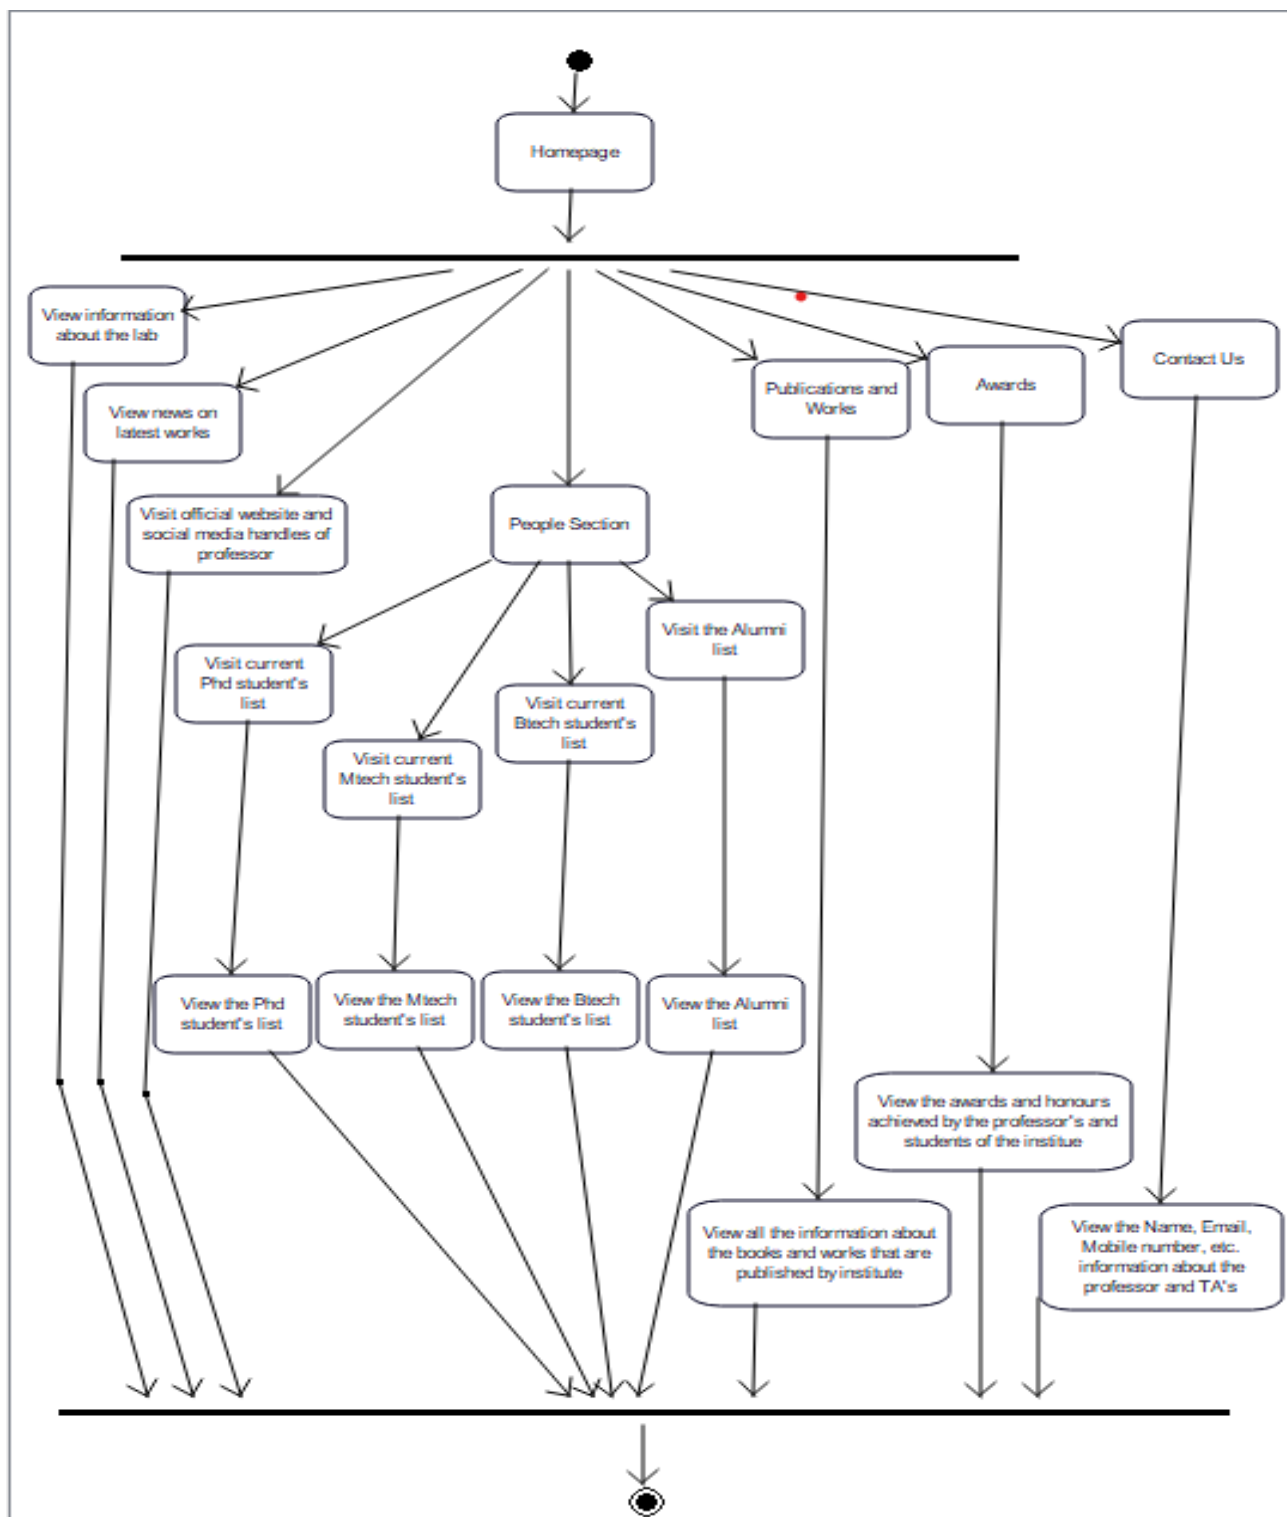 Homepage
View information
about the lab
View news on
latest works
Visit official website and
social media handles of
professor
People Section
Publications and
Works
Awards
Contact Us
Visit current
Phd student's
list
Visit current
Mtech student's
list
Visit current
Btech student's
list
Visit the Alumni
list
View the Phd
student's list
View the Mtech
student's list
View the Btech
student's list
View the Alumni
list
View the awards and honours
achieved by the professor's and
students of the institue
View all the information about
the books and works that are
published by institute
View the Name, Email,
Mobile number, etc.
information about the
professor and TA's